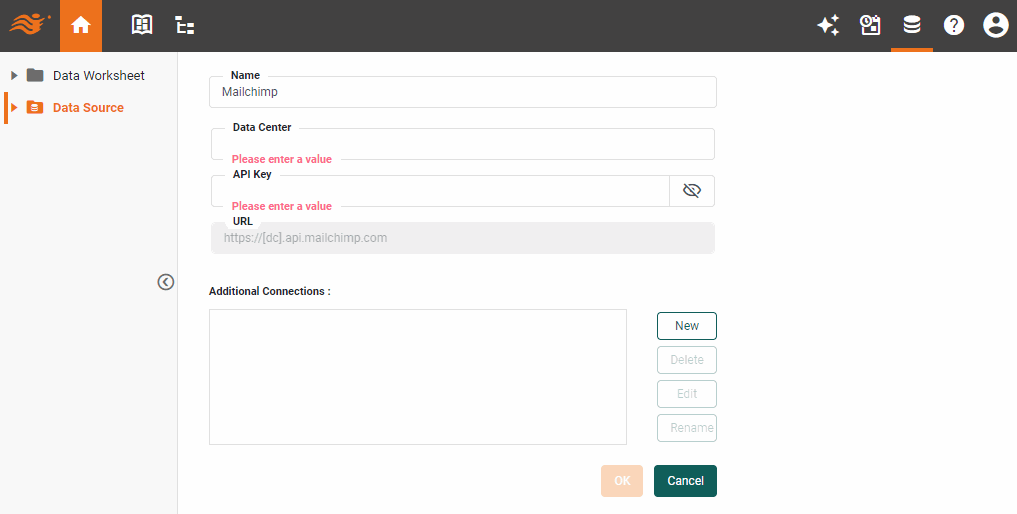 Data Worksheet
Data Source
Name
Mailchimp
Data Center
Please enter a value
API Key
Please enter a value
URL
https://[dc].api.mailchimp.com
Additional Connections :
New
Delete
Edit
Rename
OK
Cancel